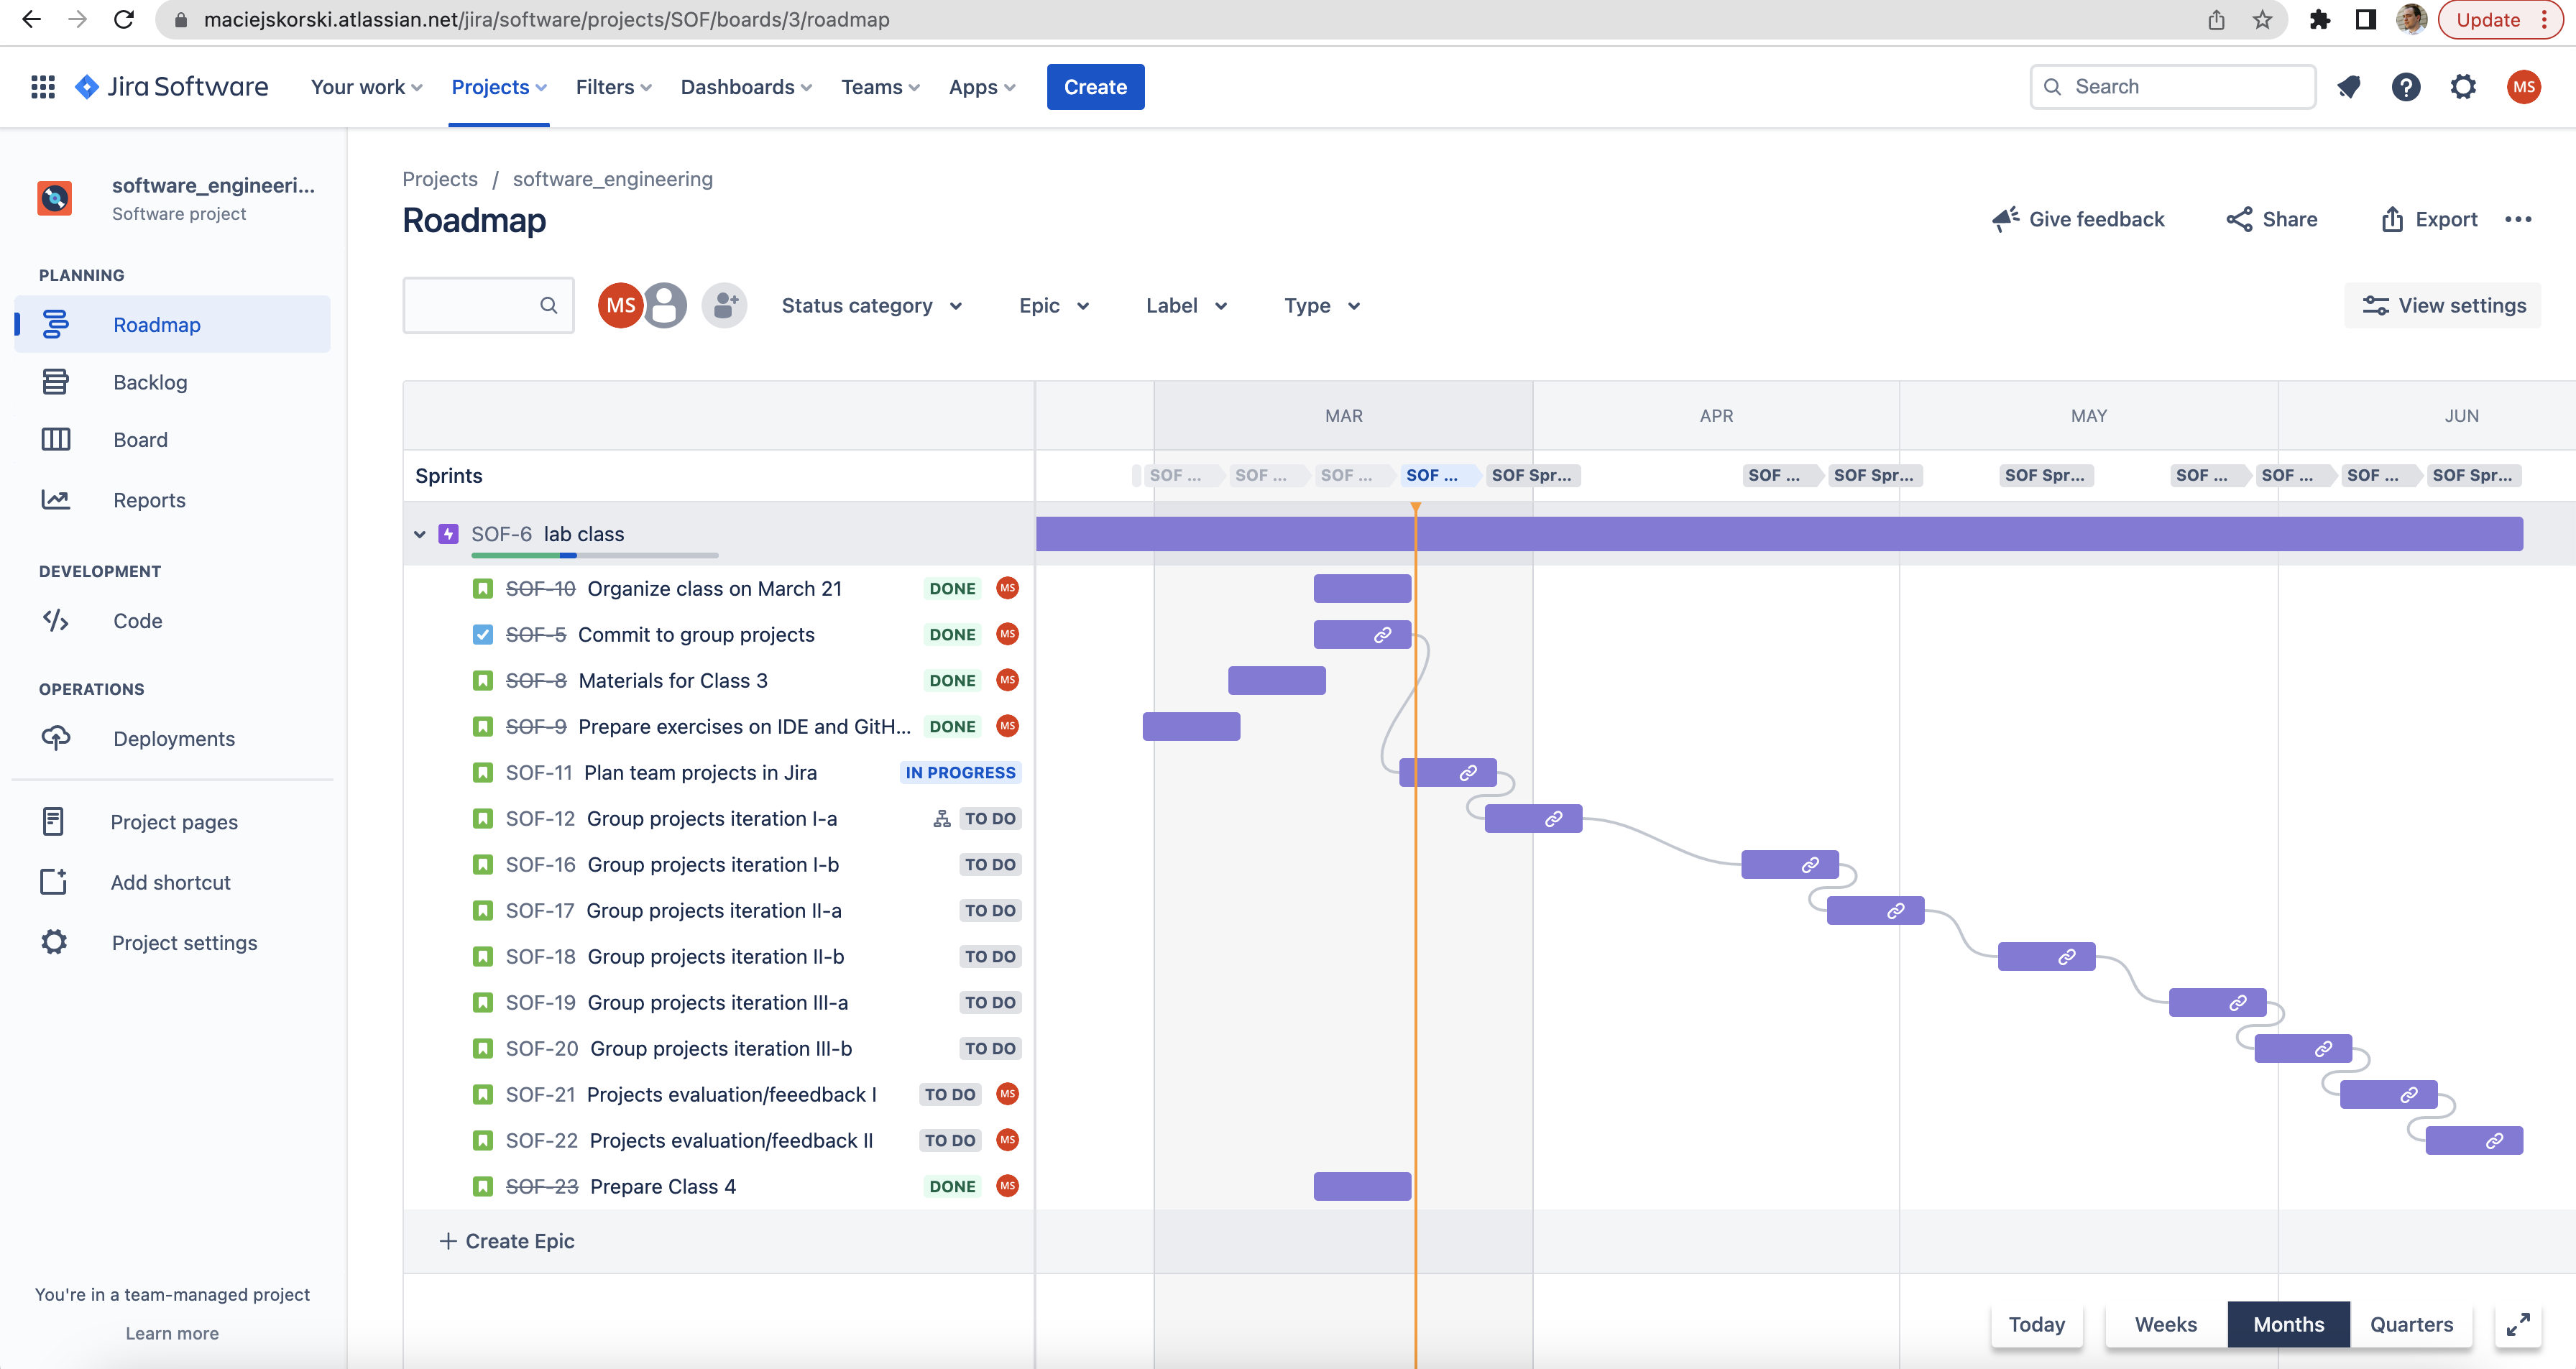 maciejskorski.atlassian.net/jira/software/projects/SOF/boards/3/roadmap
Update
Jira Software
Your work
Projects
Filters
Dashboards
Teams
Apps
Create
Search
MS
software_engineeri...
Software project
PLANNING
Roadmap
Backlog
Board
Reports
DEVELOPMENT
Code
OPERATIONS
Deployments
Project pages
Add shortcut
Project settings
You're in a team-managed project
Learn more
Projects / software_engineering
Roadmap
Give feedback
Share
Export
MS
Status category
Epic
Label
Type
View settings
MAR
APR
MAY
JUN
Sprints
SOF ...
SOF ...
SOF ...
SOF ...
SOF Spr...
SOF ...
SOF Spr...
SOF Spr...
SOF ...
SOF ...
SOF ...
SOF Spr...
SOF-6 lab class
SOF-10 Organize class on March 21 DONE MS
SOF-5 Commit to group projects DONE MS
SOF-8 Materials for Class 3 DONE MS
SOF-9 Prepare exercises on IDE and GitH... DONE MS
SOF-11 Plan team projects in Jira IN PROGRESS
SOF-12 Group projects iteration I-a TO DO
SOF-16 Group projects iteration I-b TO DO
SOF-17 Group projects iteration II-a TO DO
SOF-18 Group projects iteration II-b TO DO
SOF-19 Group projects iteration III-a TO DO
SOF-20 Group projects iteration III-b TO DO
SOF-21 Projects evaluation/feeedback I TO DO MS
SOF-22 Projects evaluation/feedback II TO DO MS
SOF-23 Prepare Class 4 DONE MS
+ Create Epic
Today
Weeks
Months
Quarters